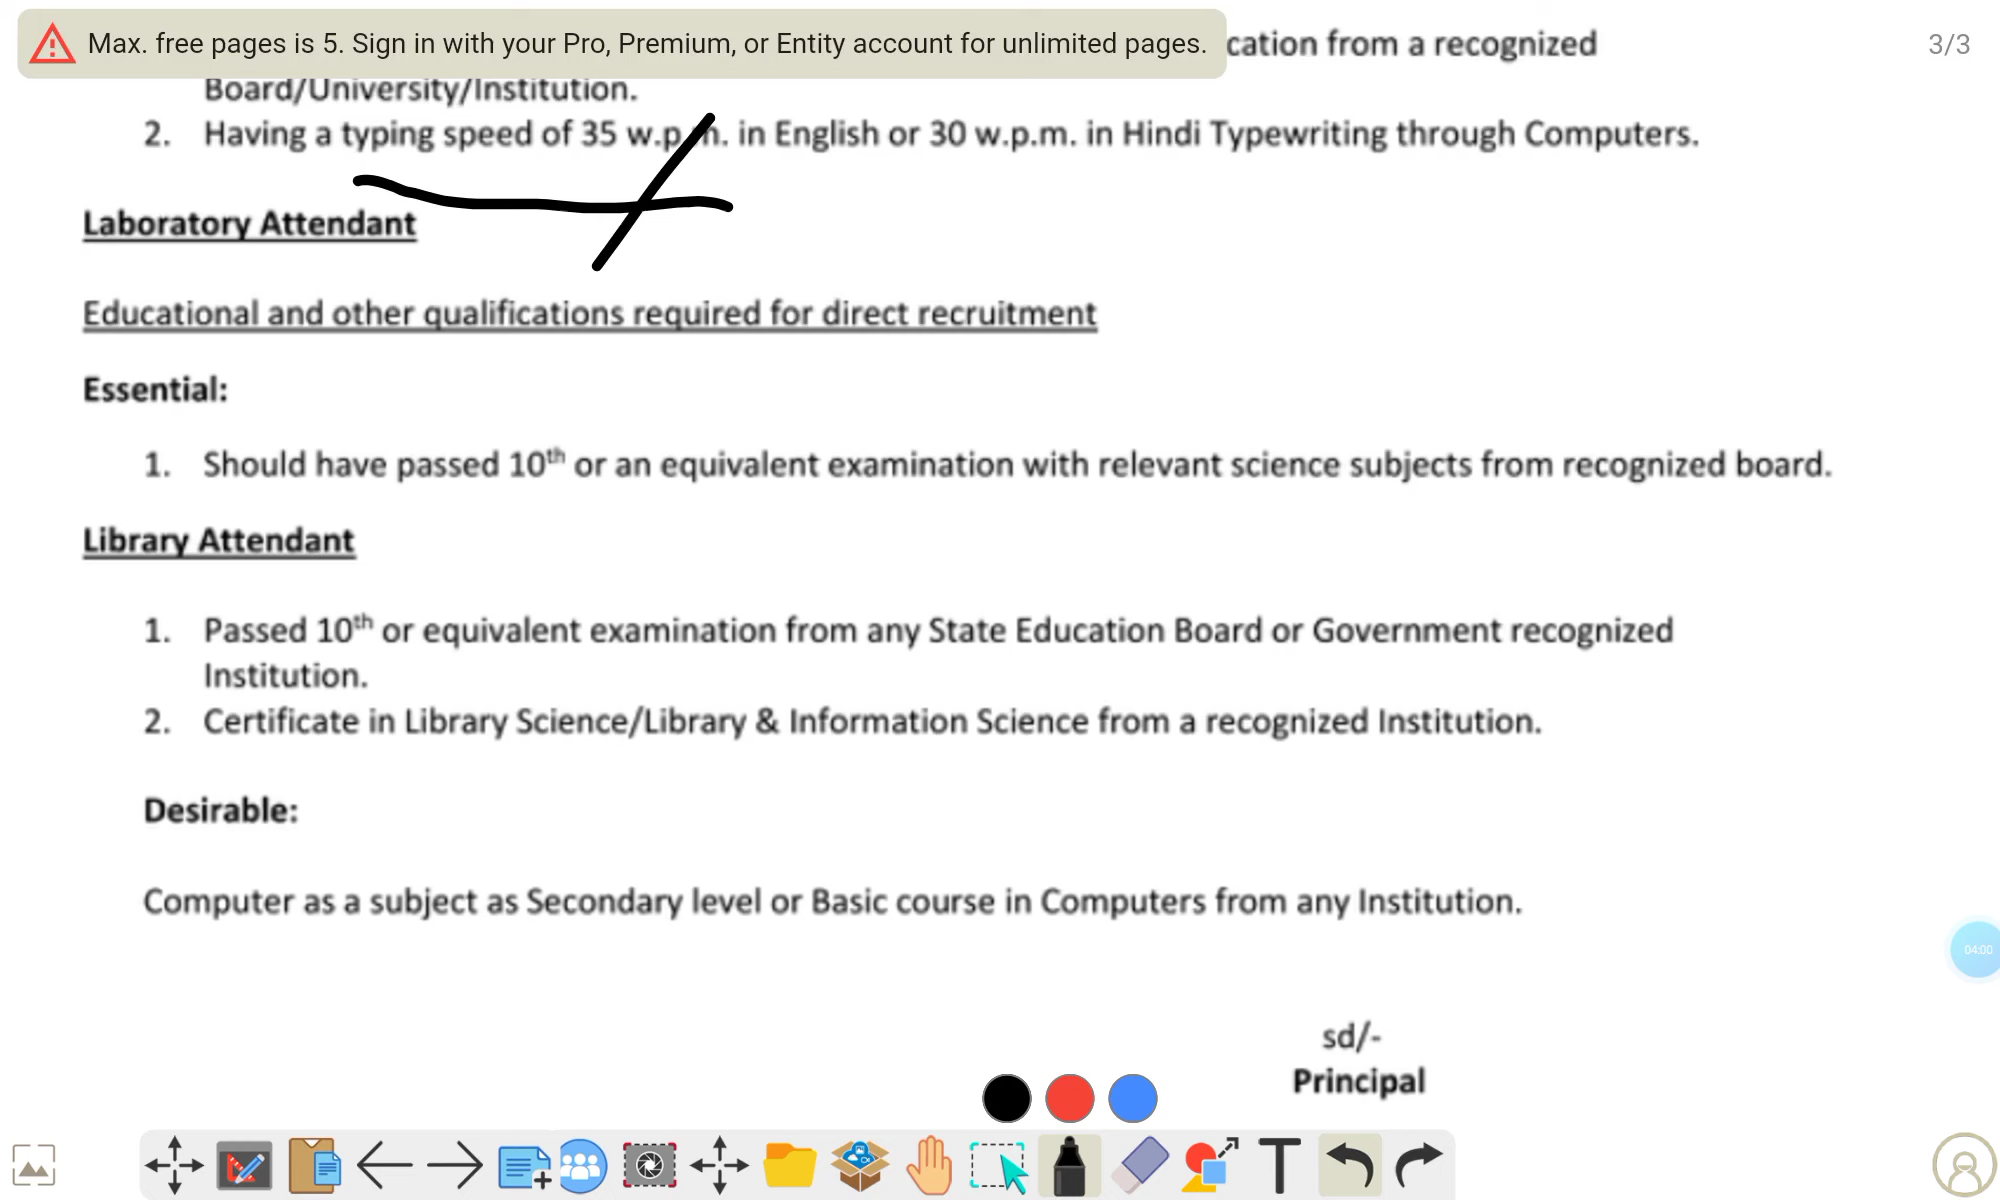 Max. free pages is 5. Sign in with your Pro, Premium, or Entity account for unlimited pages. cation from a recognized
3/3
Board/University/Institution.
2. Having a typing speed of 35 w.p.m. in English or 30 w.p.m. in Hindi Typewriting through Computers.
Laboratory Attendant
Educational and other qualifications required for direct recruitment
Essential:
1. Should have passed 10th or an equivalent examination with relevant science subjects from recognized board.
Library Attendant
1. Passed 10th or equivalent examination from any State Education Board or Government recognized
Institution.
2. Certificate in Library Science/Library & Information Science from a recognized Institution.
Desirable:
Computer as a subject as Secondary level or Basic course in Computers from any Institution.
04:00
sd/-
Principal
T